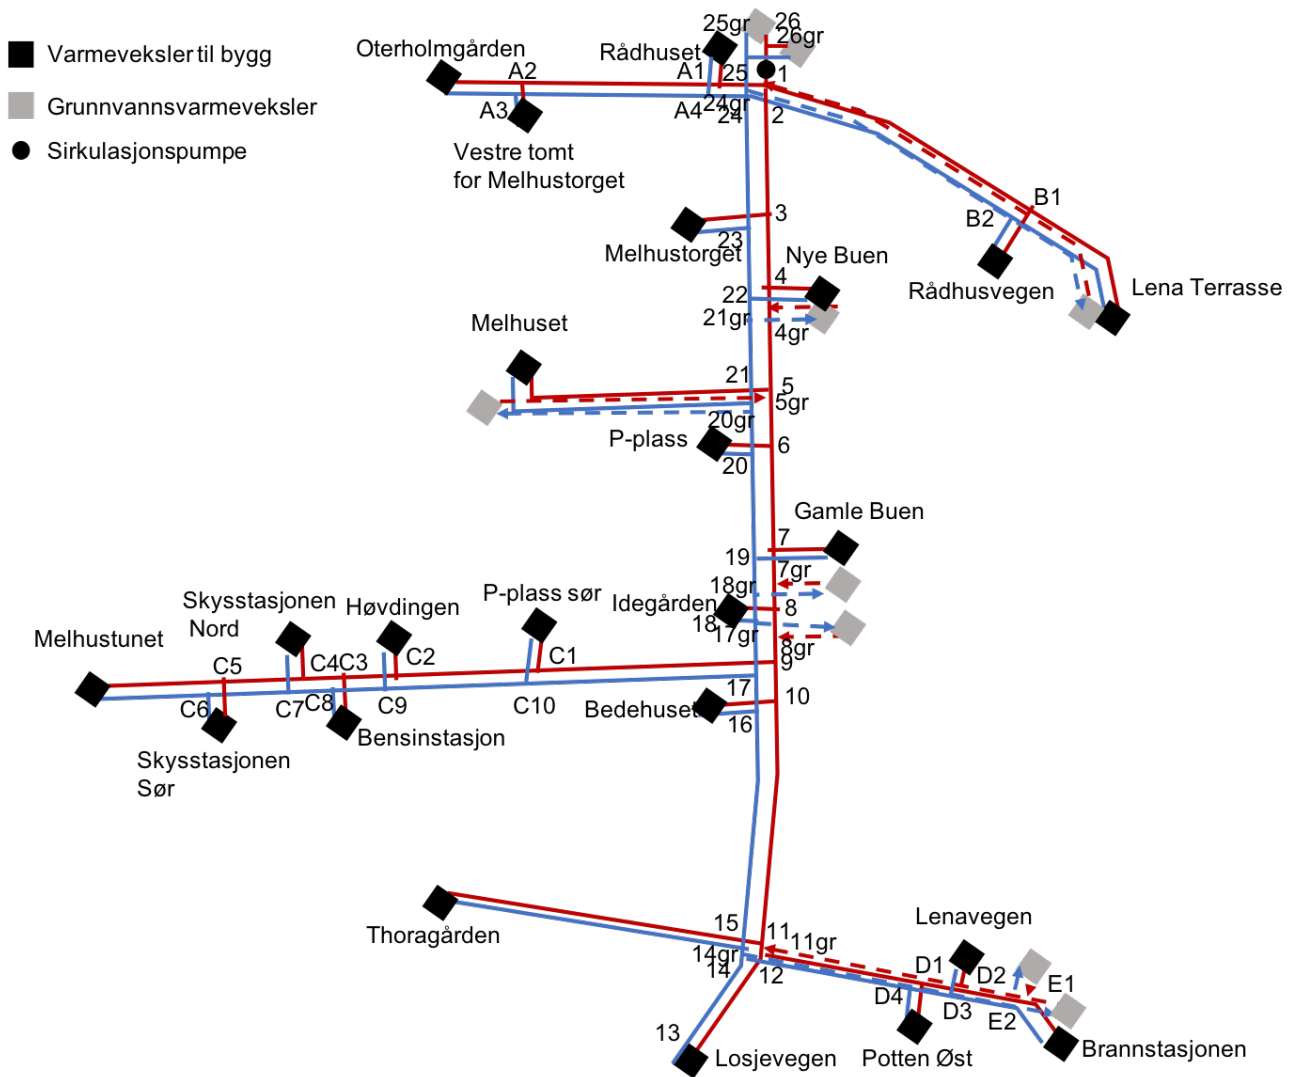 25gr
26
26gr
Oterholmgården
Rådhuset
Varmeveksler til bygg
A2
A1
25
1
Grunnvannsvarmeveksler
A3
A4
24gr
24
2
Sirkulasjonspumpe
Vestre tomt
for Melhustorget
B1
B2
3
23
Melhustorget
Nye Buen
4
22
Rådhusvegen
Lena Terrasse
21gr
4gr
Melhuset
21
5
5gr
20gr
P-plass
6
20
Gamle Buen
7
19
7gr
18gr
Skysstasjonen
Nord
Høvdingen
P-plass sør
Idegården
8
18
17gr
8gr
Melhustunet
C5
C4
C3
C2
C1
9
C6
C7
C8
C9
C10
17
10
Bedehuset
16
Bensinstasjon
Skysstasjonen
Sør
Thoragården
15
11
11gr
14gr
14
12
Lenavegen
D1
D2
E1
D4
D3
E2
13
Losjevegen
Potten Øst
Brannstasjonen